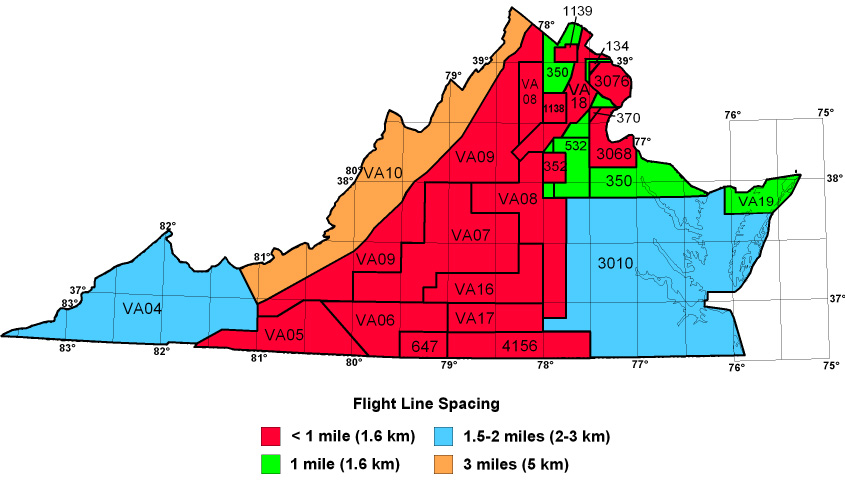 1139
78°
134
39°
39°
350
3076
VA
08
VA
18
79°
1138
370
76°
75°
532
77°
VA09
3068
352
80°
VA10
350
38°
38°
VA08
VA19
82°
VA07
81°
VA09
3010
37°
VA16
37°
83°
VA04
VA06
VA17
VA05
647
4156
83°
82°
81°
80°
79°
78°
77°
76°
75°
Flight Line Spacing
< 1 mile (1.6 km)
1.5-2 miles (2-3 km)
1 mile (1.6 km)
3 miles (5 km)